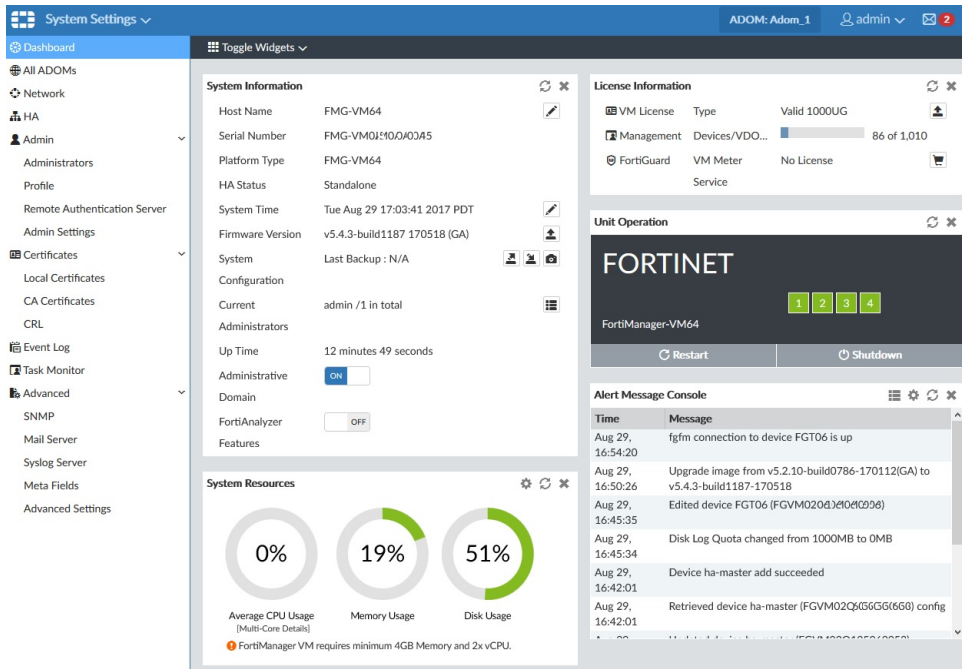 System Settings
ADOM: Adom_1
admin
2
Dashboard
All ADOMs
Network
HA
Admin
Administrators
Profile
Remote Authentication Server
Admin Settings
Certificates
Local Certificates
CA Certificates
CRL
Event Log
Task Monitor
Advanced
SNMP
Mail Server
Syslog Server
Meta Fields
Advanced Settings
Toggle Widgets
System Information
Host Name FMG-VM64
Serial Number
Platform Type FMG-VM64
HA Status Standalone
System Time Tue Aug 29 17:03:41 2017 PDT
Firmware Version v5.4.3-build1187 170518 (GA)
System Last Backup : N/A
Configuration
Current admin /1 in total
Administrators
Up Time 12 minutes 49 seconds
Administrative ON
Domain
FortiAnalyzer OFF
Features
System Resources
0% 19% 51%
Average CPU Usage Memory Usage Disk Usage
[Multi-Core Details]
FortiManager VM requires minimum 4GB Memory and 2x vCPU.
License Information
VM License Type Valid 1000UG
Management Devices/VDO... 86 of 1,010
FortiGuard VM Meter No License
Service
Unit Operation
FORTINET
1 2 3 4
FortiManager-VM64
Restart Shutdown
Alert Message Console
Time Message
Aug 29, fgfm connection to device FGT06 is up
16:54:20
Aug 29, Upgrade image from v5.2.10-build0786-170112(GA) to
16:50:26 v5.4.3-build1187-170518
Aug 29, Edited device FGT06
16:45:35
Aug 29, Disk Log Quota changed from 1000MB to 0MB
16:45:34
Aug 29, Device ha-master add succeeded
16:42:01
Aug 29, Retrieved device ha-master config
16:42:01